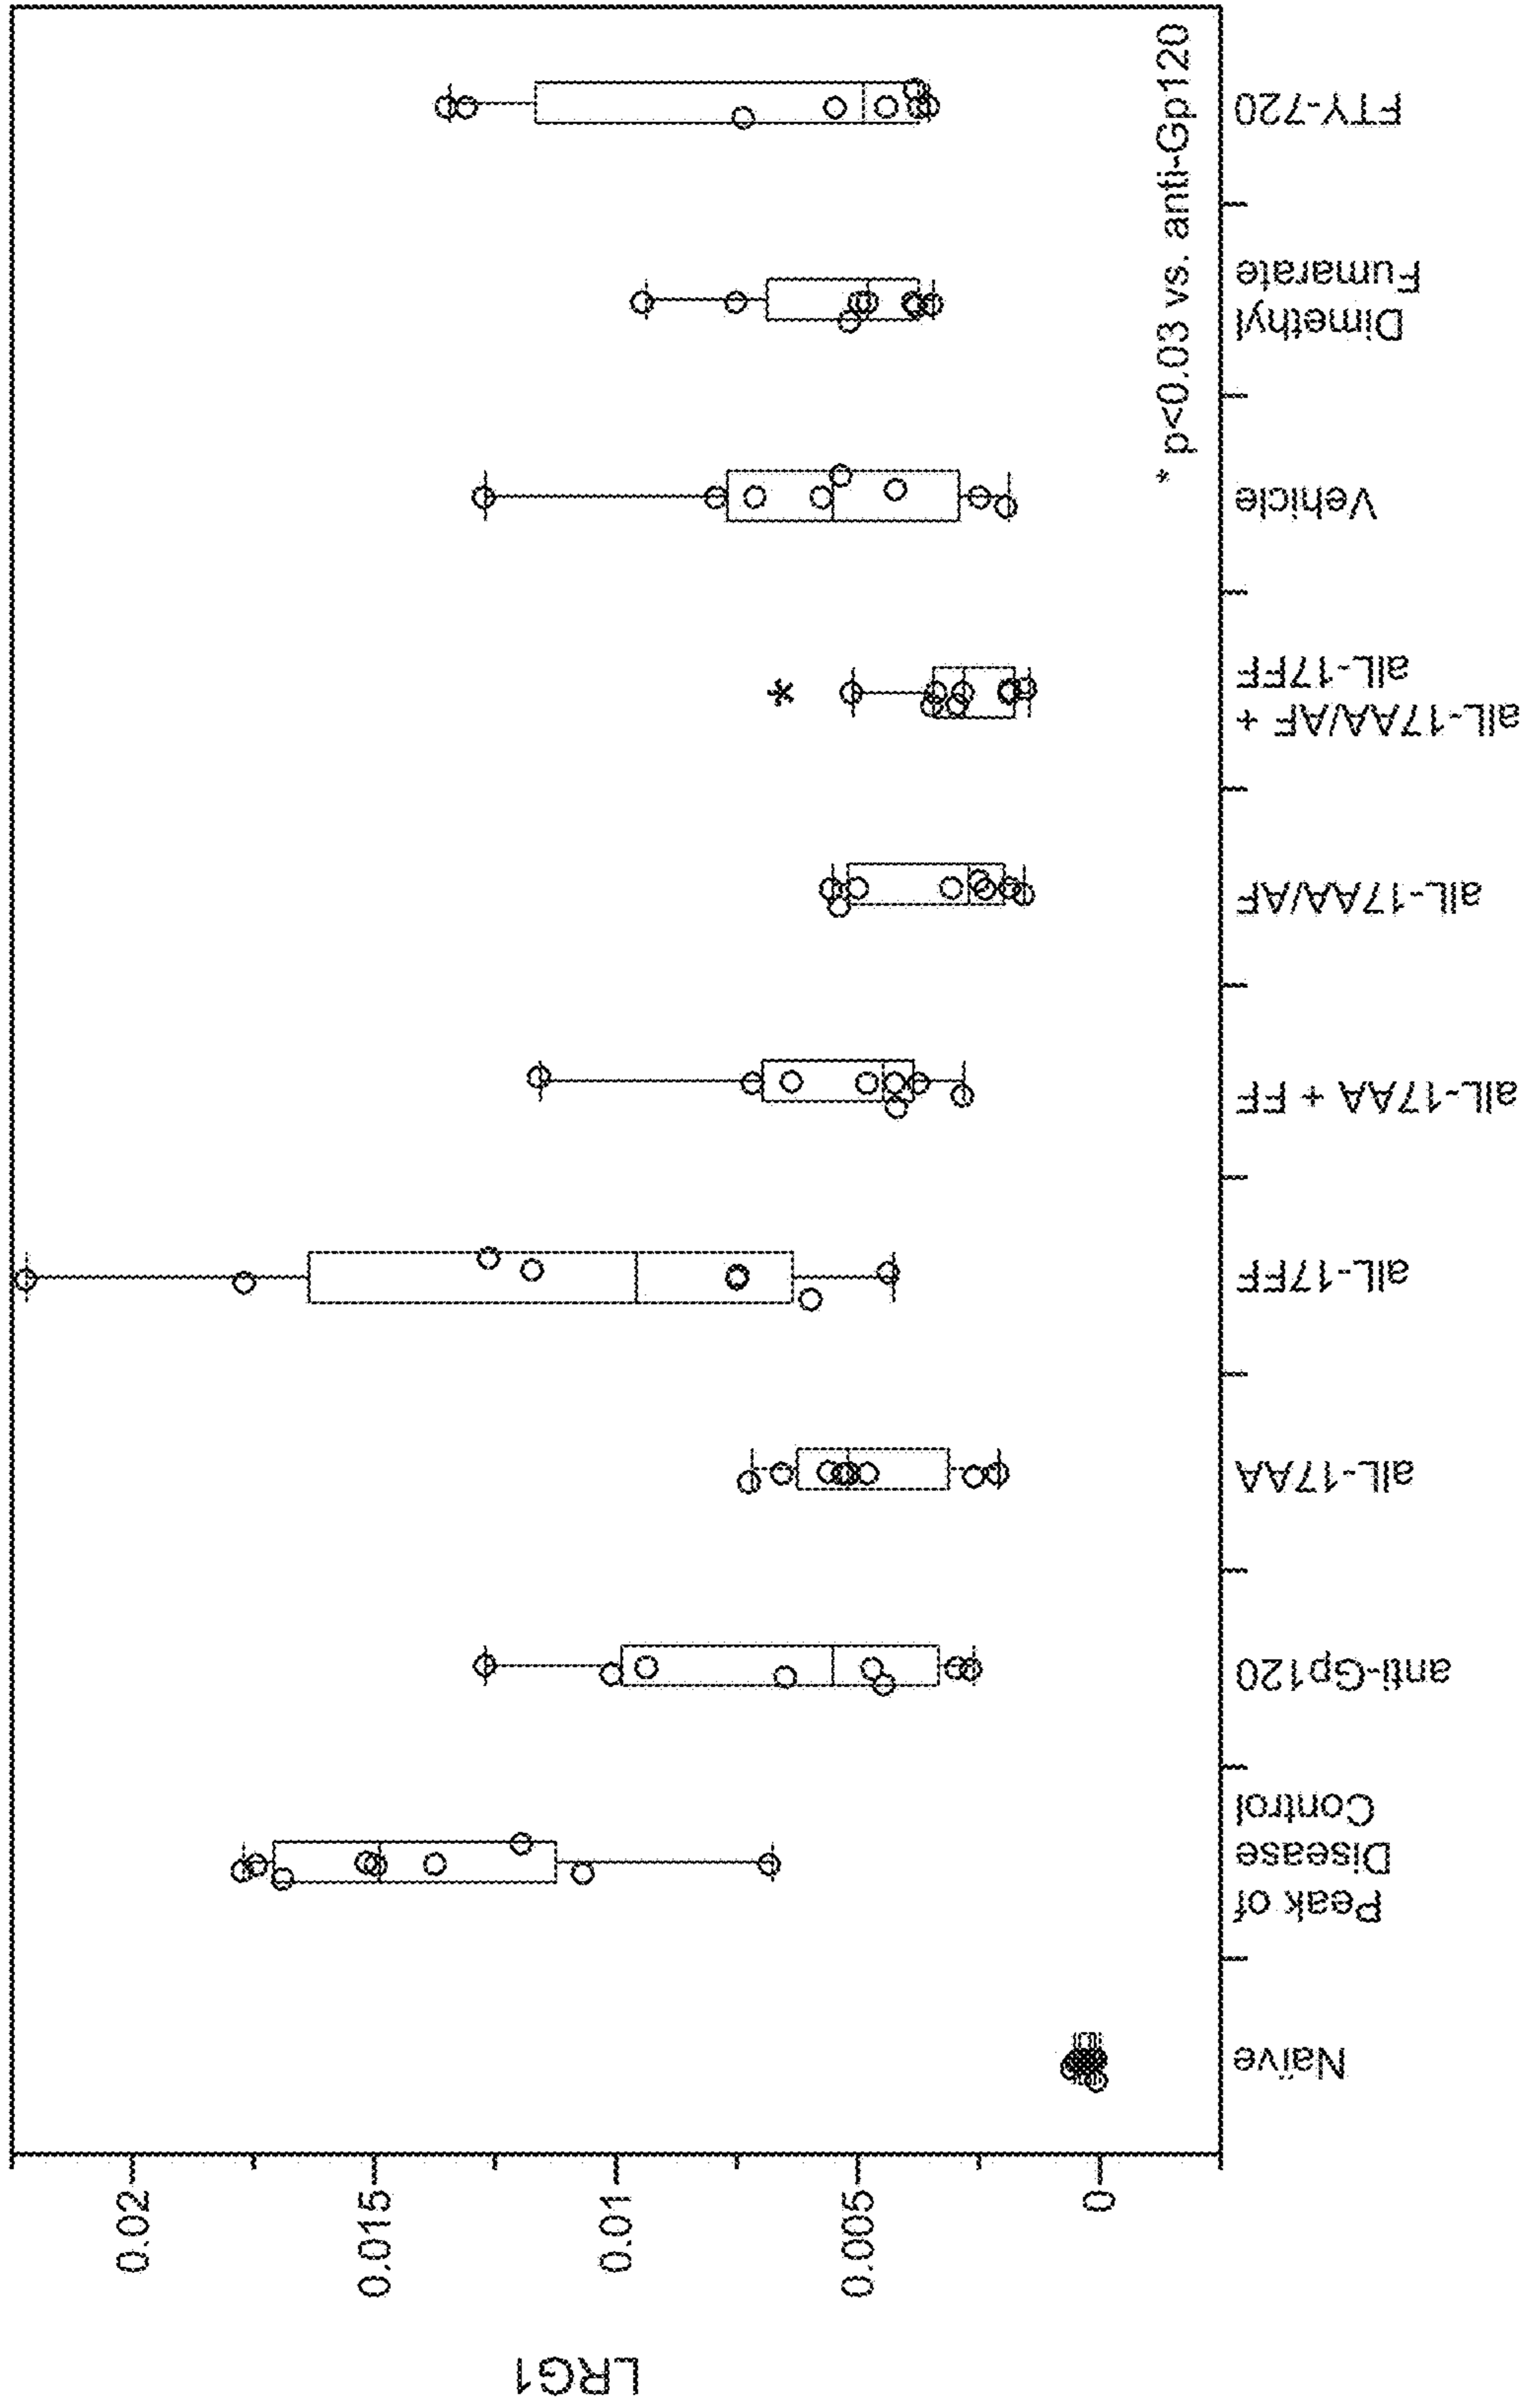 LRG1
0.02
0.015
0.01
0.005
0
Naïve
Peak of
Disease
Control
anti-Gp120
aIL-17AA
aIL-17FF
aIL-17AA + FF
aIL-17AA/AF
aIL-17AA/AF +
aIL-17FF
Vehicle
Dimethyl
Fumarate
FTY-720
*
* p<0.03 vs. anti-Gp120